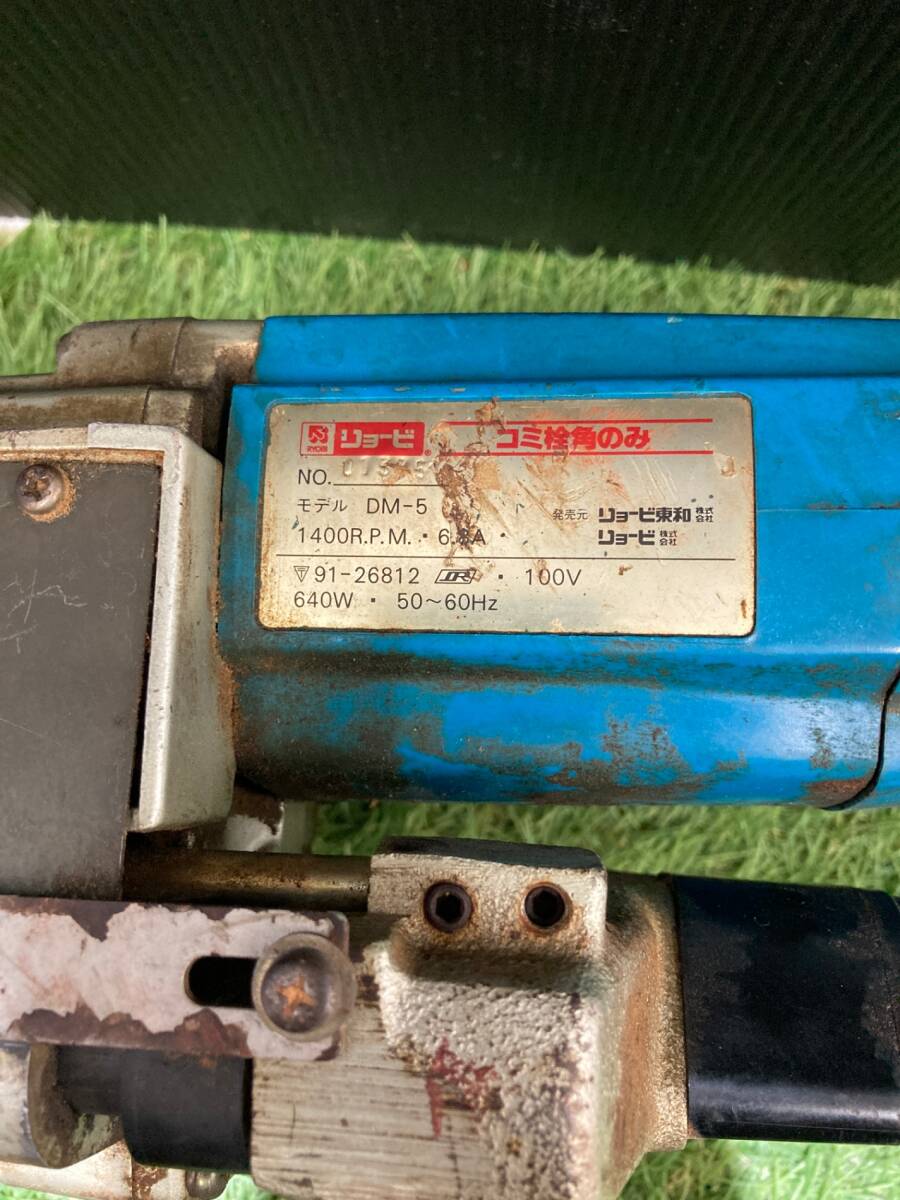 RYOBI リョービ® コミ栓角のみ
NO.
モデル DM-5
発売元 リョービ東和 株式会社
1400R.P.M. · 6.8A ·
リョービ 株式会社
91-26812 · 100V
640W · 50～60Hz